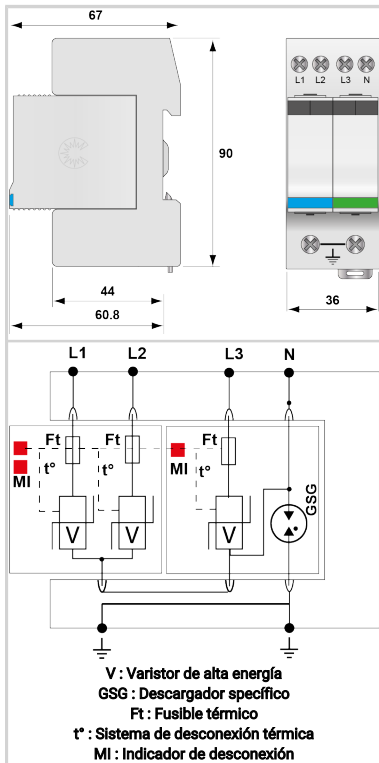 67
L1 L2 L3 N
90
44
60.8
36
L1 L2 L3 N
Ft Ft Ft
t° t°
MI MI
V V V
GSG
V : Varistor de alta energía
GSG : Descargador specífico
Ft : Fusible térmico
t° : Sistema de desconexión térmica
MI : Indicador de desconexión